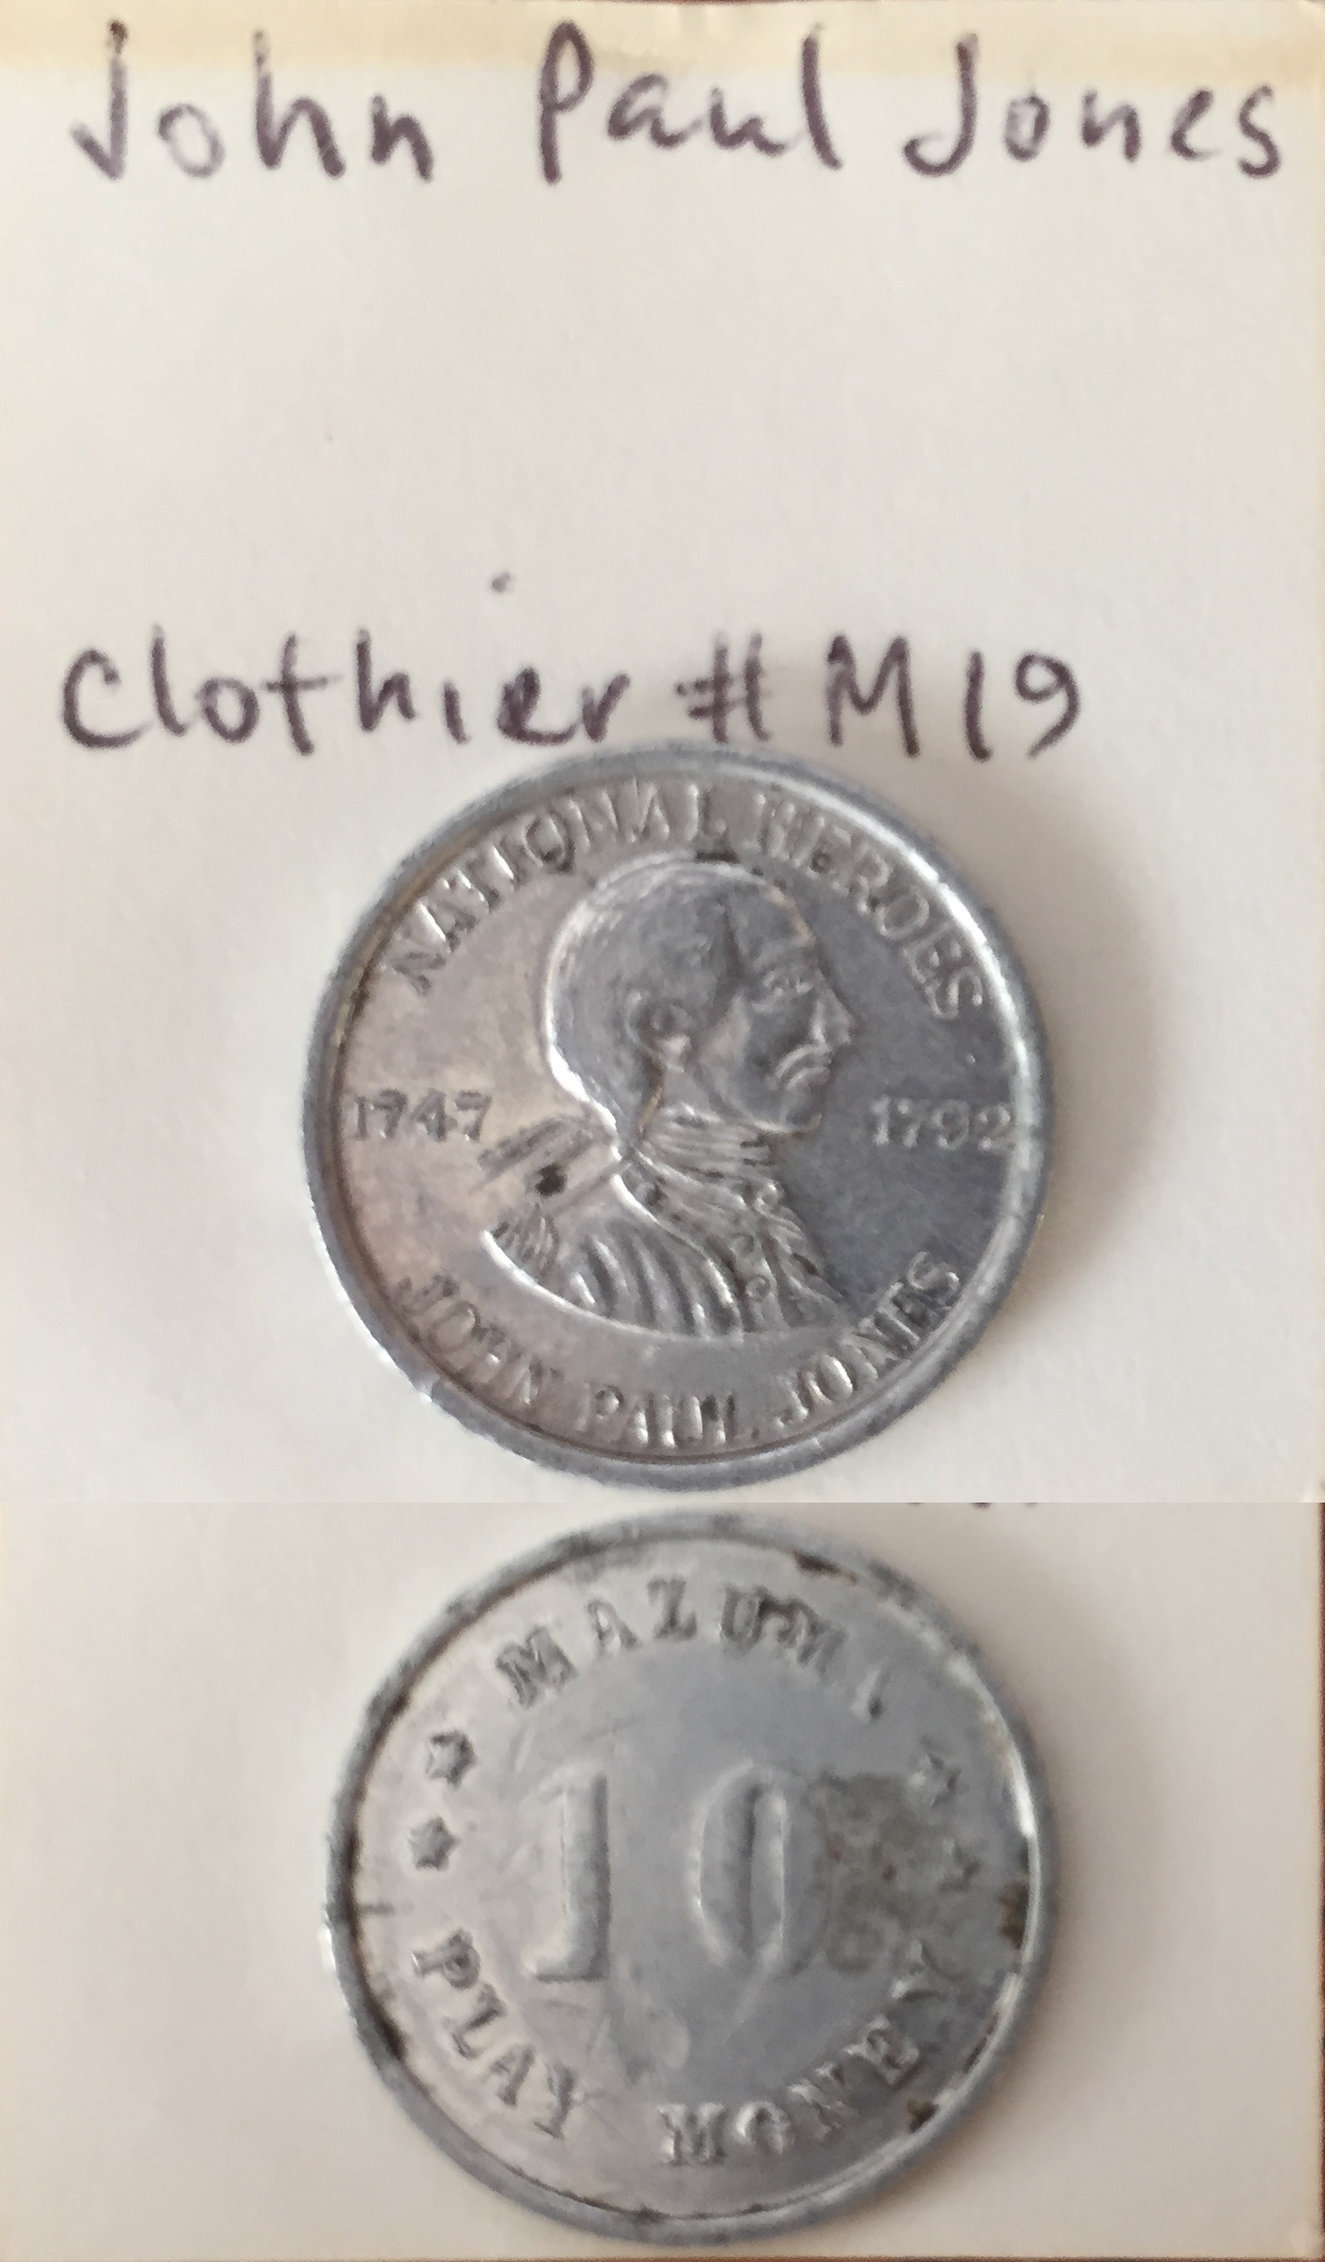 John Paul Jones
Clothier # M19
NATIONAL HEROES
1747
1792
JOHN PAUL JONES
MAZUMA
10
PLAY MONEY